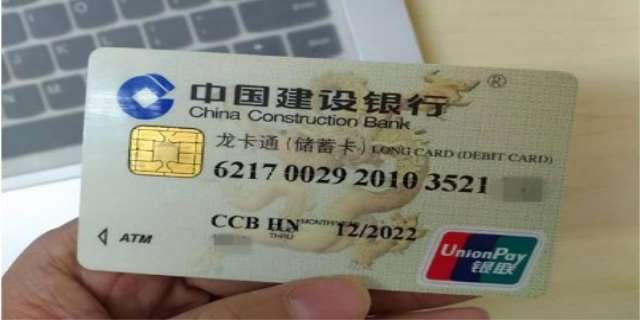 中国建设银行®
China Construction Bank
龙卡通(储蓄卡) LONG CARD (DEBIT CARD)
6217 0029 2010 3521
CCB HN MONTH/YEAR 12/2022
THRU
ATM
UnionPay
银联